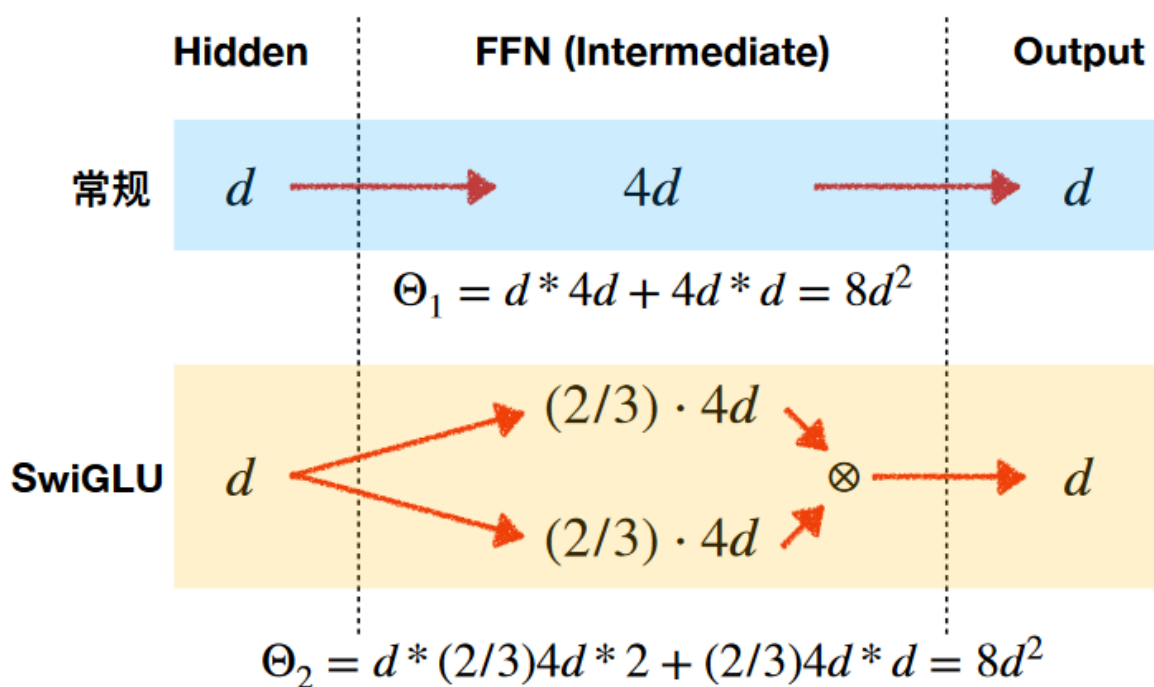 Hidden FFN (Intermediate) Output
常规 d 4d d
Θ₁ = d * 4d + 4d * d = 8d²
(2/3) · 4d
SwiGLU d ⊗ d
(2/3) · 4d
Θ₂ = d * (2/3)4d * 2 + (2/3)4d * d = 8d²